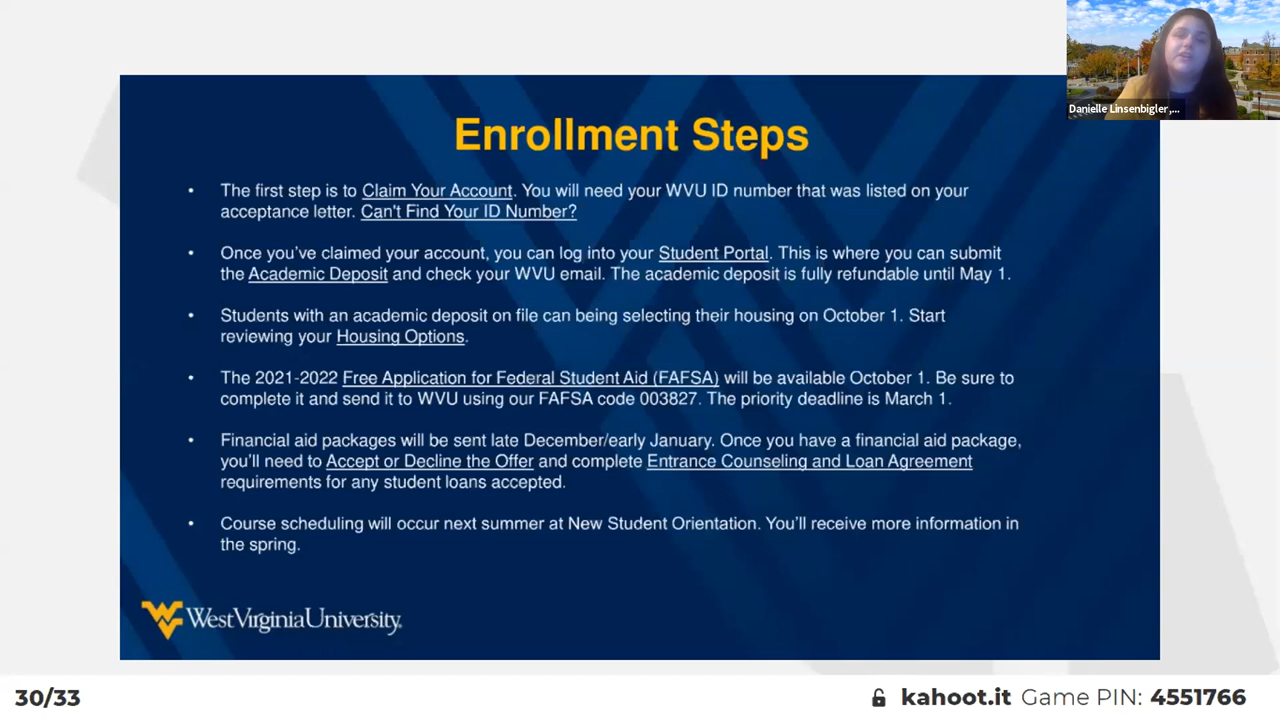 Danielle Linsenbigler,...
Enrollment Steps
• The first step is to Claim Your Account. You will need your WVU ID number that was listed on your
acceptance letter. Can't Find Your ID Number?
• Once you've claimed your account, you can log into your Student Portal. This is where you can submit
the Academic Deposit and check your WVU email. The academic deposit is fully refundable until May 1.
• Students with an academic deposit on file can being selecting their housing on October 1. Start
reviewing your Housing Options.
• The 2021-2022 Free Application for Federal Student Aid (FAFSA) will be available October 1. Be sure to
complete it and send it to WVU using our FAFSA code 003827. The priority deadline is March 1.
• Financial aid packages will be sent late December/early January. Once you have a financial aid package,
you'll need to Accept or Decline the Offer and complete Entrance Counseling and Loan Agreement
requirements for any student loans accepted.
• Course scheduling will occur next summer at New Student Orientation. You'll receive more information in
the spring.
WestVirginiaUniversity.
30/33
kahoot.it Game PIN: 4551766